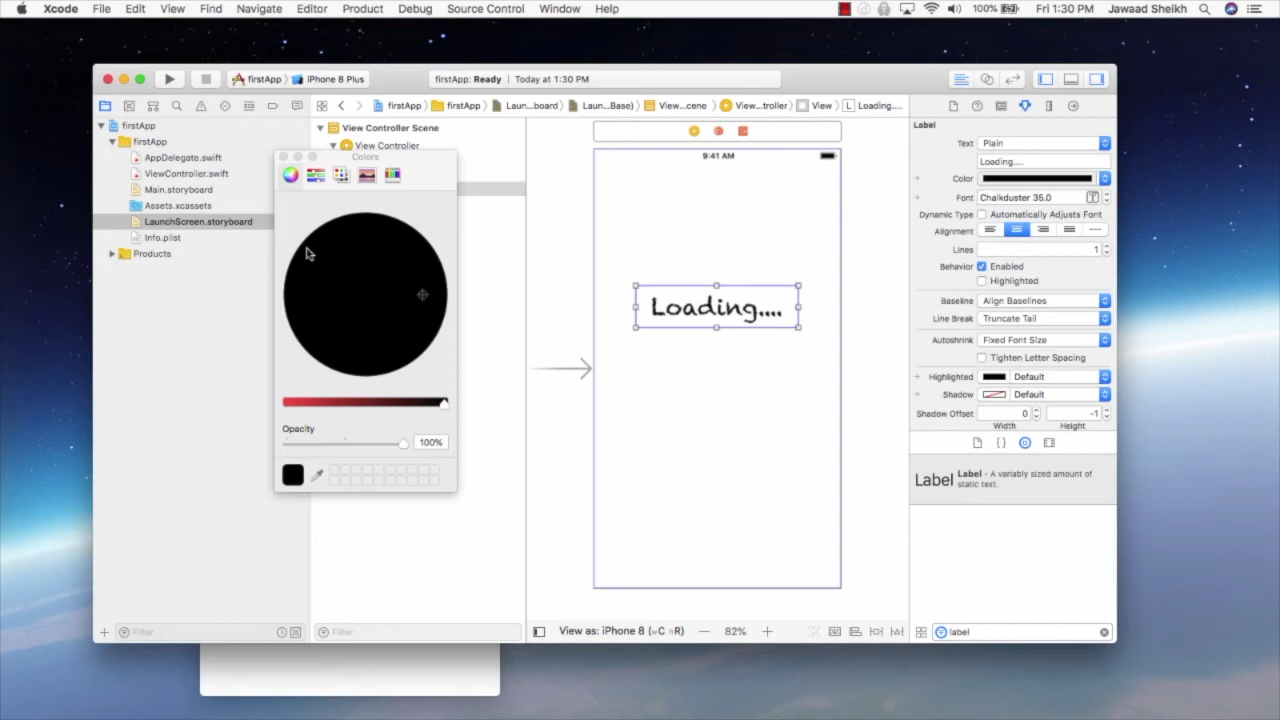 Xcode File Edit View Find Navigate Editor Product Debug Source Control Window Help 100% Fri 1:30 PM Jawaad Sheikh
firstApp iPhone 8 Plus firstApp: Ready | Today at 1:30 PM
firstApp firstApp Laun...board Laun...Base) View...cene View...troller View L Loading....
firstApp
firstApp
AppDelegate.swift
ViewController.swift
Main.storyboard
Assets.xcassets
LaunchScreen.storyboard
Info.plist
Products
View Controller Scene
View Controller
Colors
Opacity
100%
9:41 AM
Loading....
Label
Text Plain
Loading....
Color
Font Chalkduster 35.0
Dynamic Type Automatically Adjusts Font
Alignment
Lines 1
Behavior Enabled
Highlighted
Baseline Align Baselines
Line Break Truncate Tail
Autoshrink Fixed Font Size
Tighten Letter Spacing
Highlighted Default
Shadow Default
Shadow Offset 0 -1
Width Height
Label Label - A variably sized amount of
static text.
Filter Filter View as: iPhone 8 (wC hR) 82% label